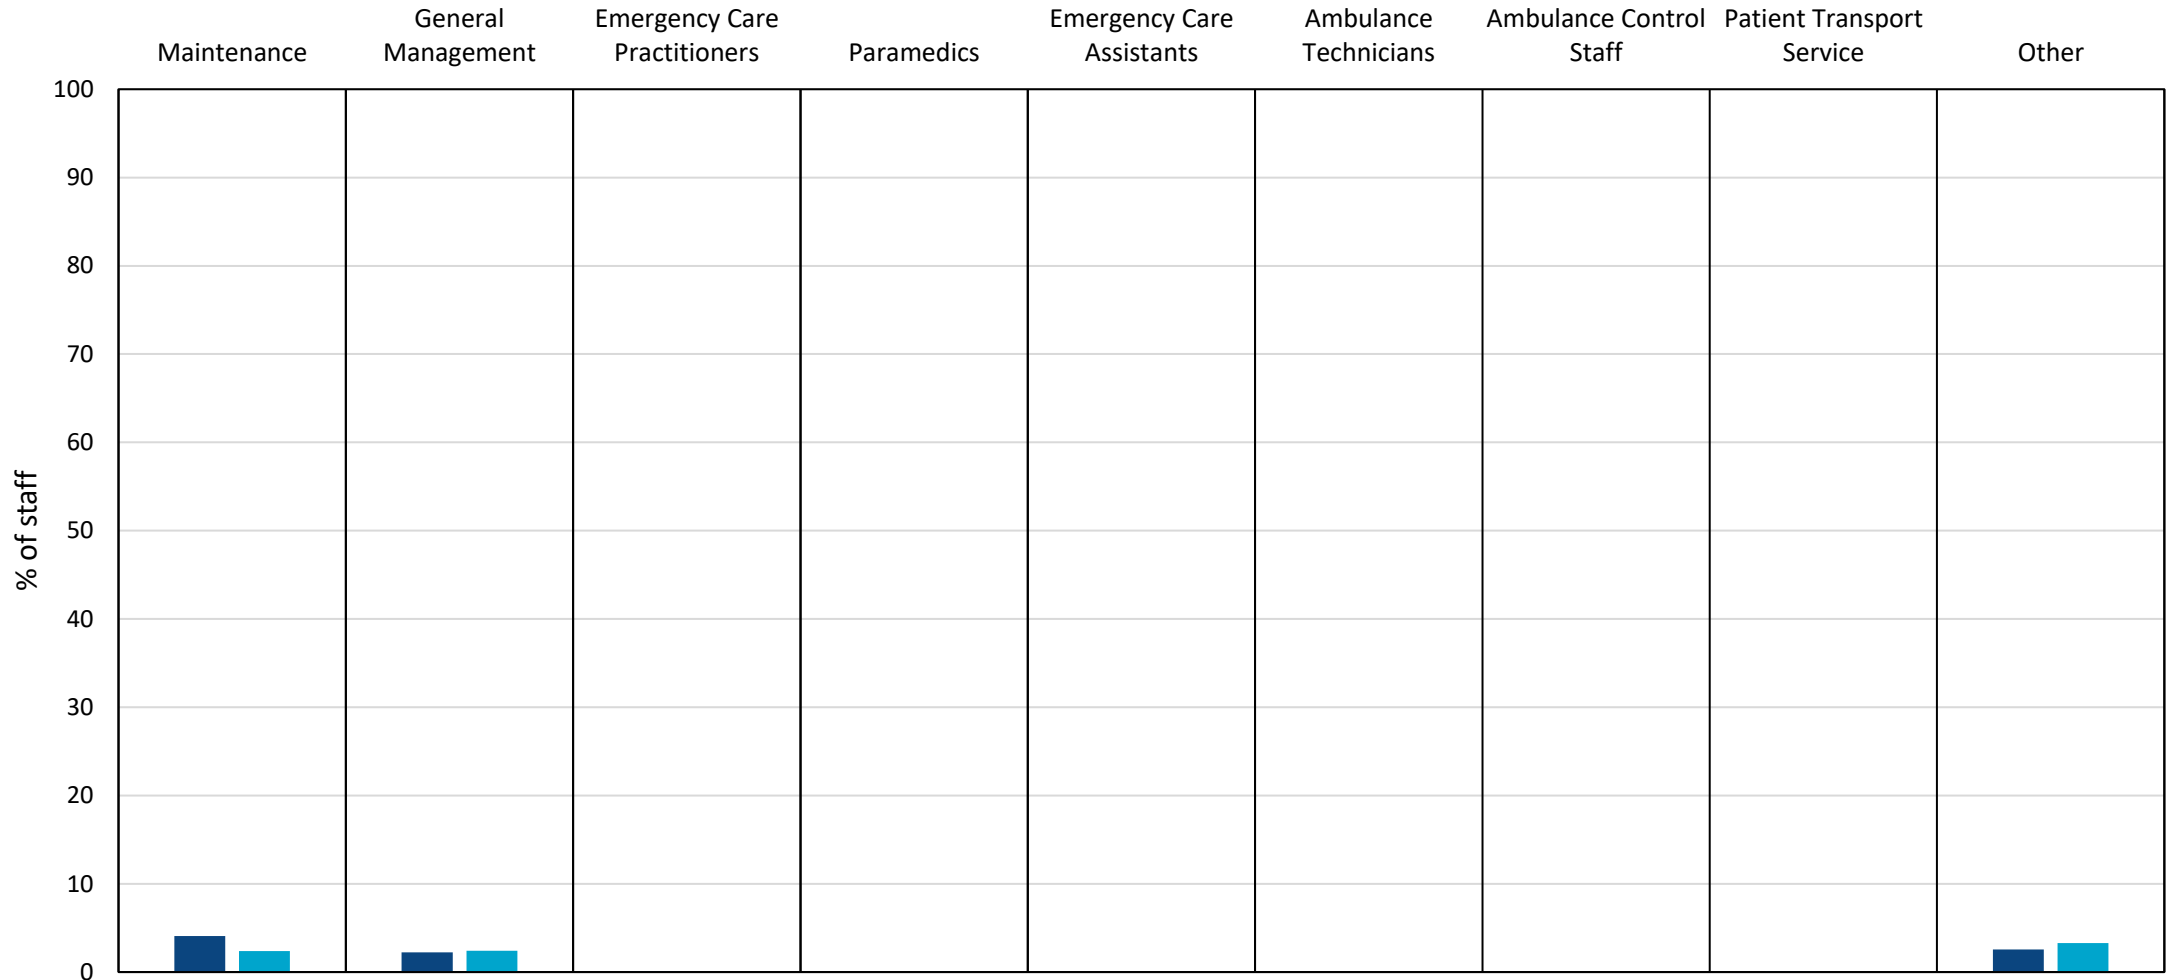 Maintenance
General
Management
Emergency Care
Practitioners
Paramedics
Emergency Care
Assistants
Ambulance
Technicians
Ambulance Control
Staff
Patient Transport
Service
Other
100
90
80
70
60
50
40
30
20
10
0
% of staff